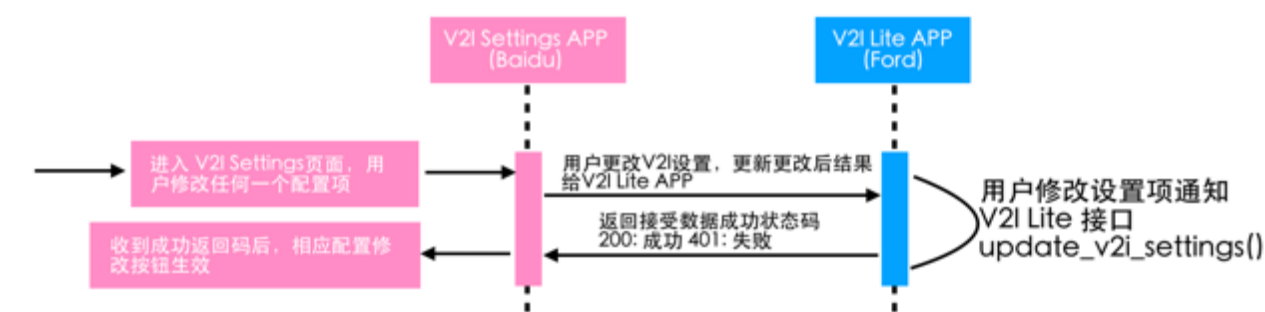 V2I Settings APP
(Baidu)
V2I Lite APP
(Ford)
进入 V2I Settings页面，用
户修改任何一个配置项
用户更改V2I设置，更新更改后结果
给V2I Lite APP
用户修改设置项通知
V2I Lite 接口
update_v2i_settings()
返回接受数据成功状态码
200: 成功 401: 失败
收到成功返回码后，相应配置修
改按钮生效